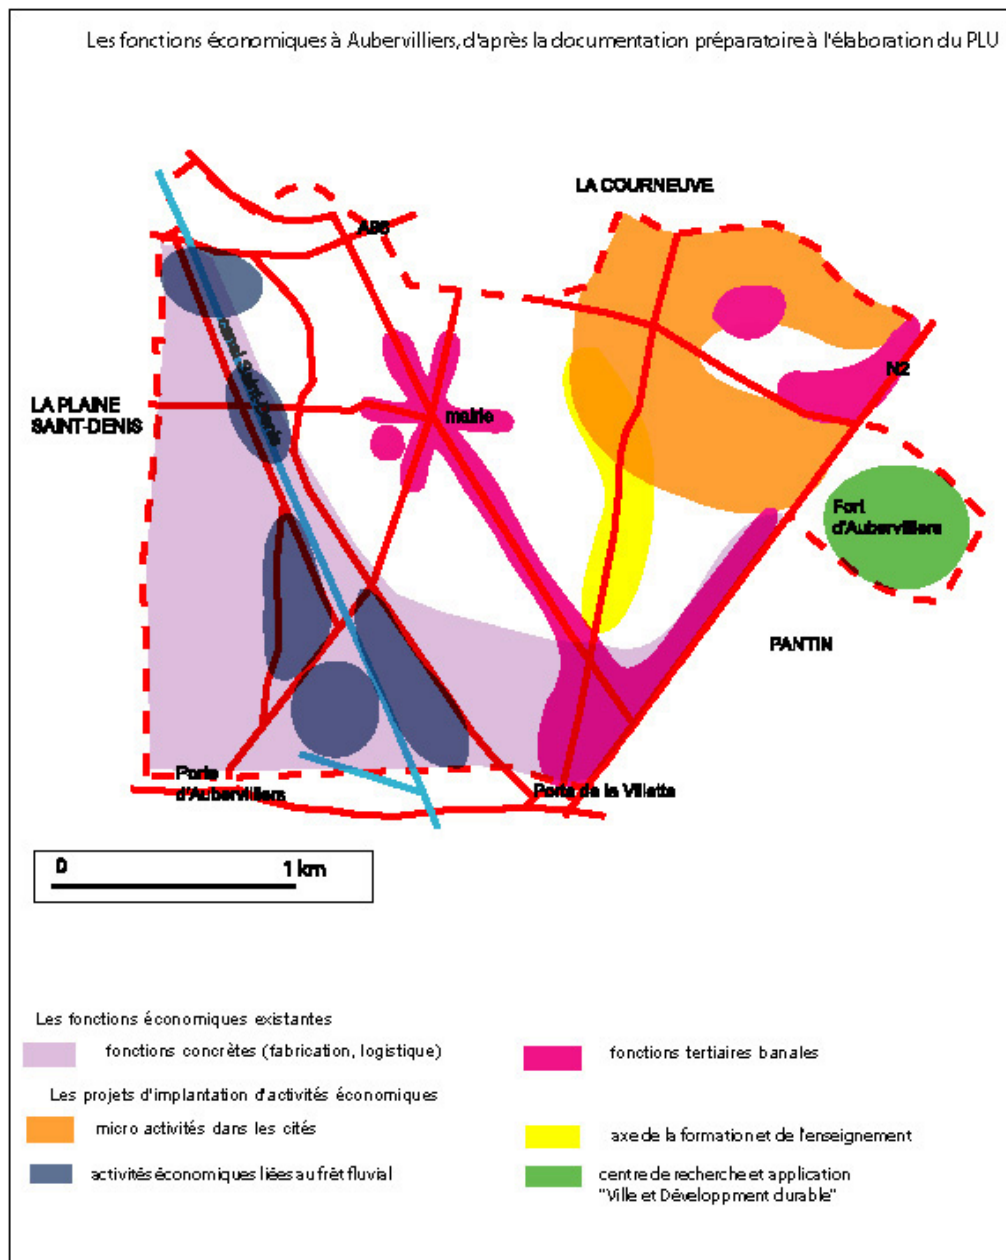 Les fonctions économiques à Aubervilliers, d'après la documentation préparatoire à l'élaboration du PLU
LA COURNEUVE
A86
canal Saint-Denis
N2
LA PLAINE
SAINT-DENIS
mairie
Fort
d'Aubervilliers
PANTIN
Porte
d'Aubervilliers
Porte de la Villette
0 1 km
Les fonctions économiques existantes
fonctions concrètes (fabrication, logistique)
fonctions tertiaires banales
Les projets d'implantation d'activités économiques
micro activités dans les cités
axe de la formation et de l'enseignement
activités économiques liées au frêt fluvial
centre de recherche et application
"Ville et Développment durable"